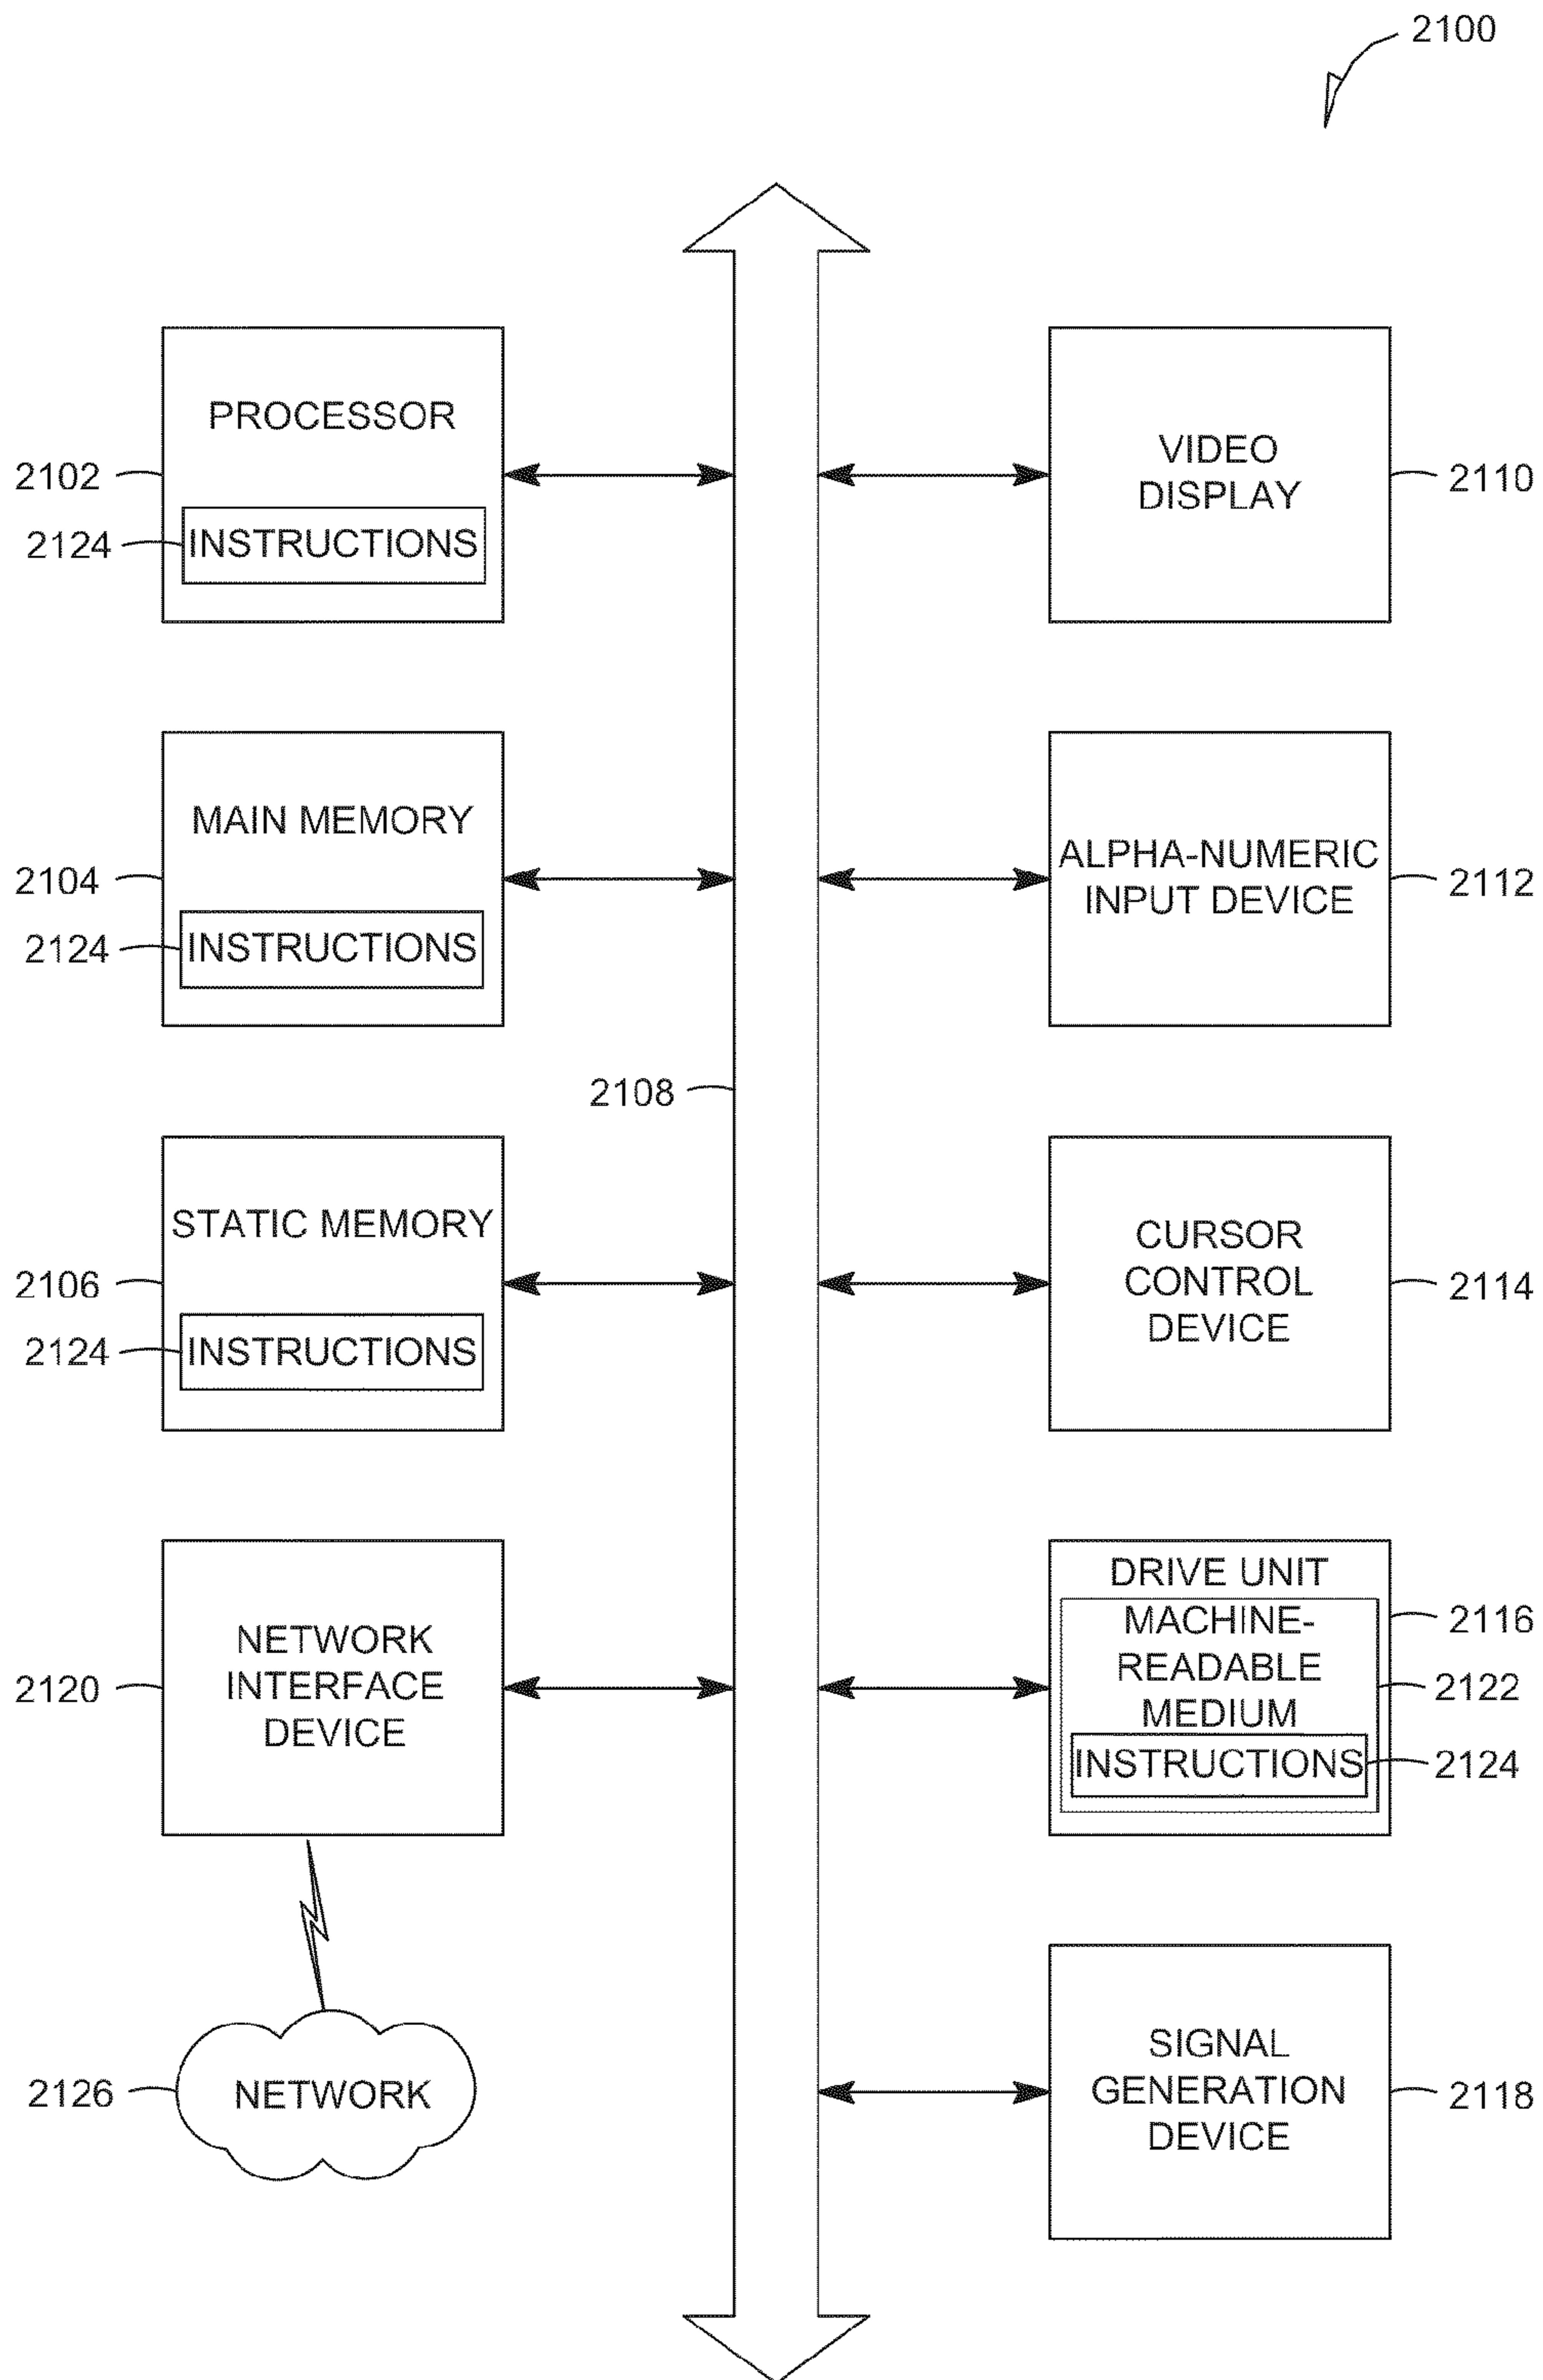 2100
PROCESSOR
2102
2124
INSTRUCTIONS
VIDEO
DISPLAY
2110
MAIN MEMORY
2104
2124
INSTRUCTIONS
ALPHA-NUMERIC
INPUT DEVICE
2112
2108
STATIC MEMORY
2106
2124
INSTRUCTIONS
CURSOR
CONTROL
DEVICE
2114
NETWORK
INTERFACE
DEVICE
2120
DRIVE UNIT
MACHINE-
READABLE
MEDIUM
INSTRUCTIONS
2116
2122
2124
2126
NETWORK
SIGNAL
GENERATION
DEVICE
2118